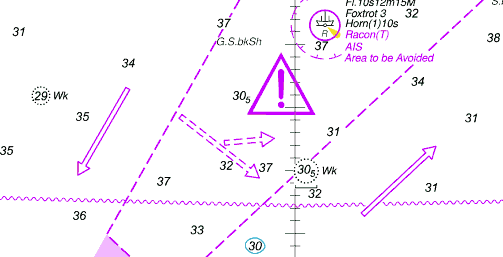 Fl.10s12m15M
Foxtrot 3
32
Horn(1)10s
Racon(T)
R
37
31
G.S.bkSh
37
AIS
38
Area to be Avoided
34
34
29 Wk
30₅
35
31
31
35
32
37
30₅ Wk
37
31
32
36
33
30